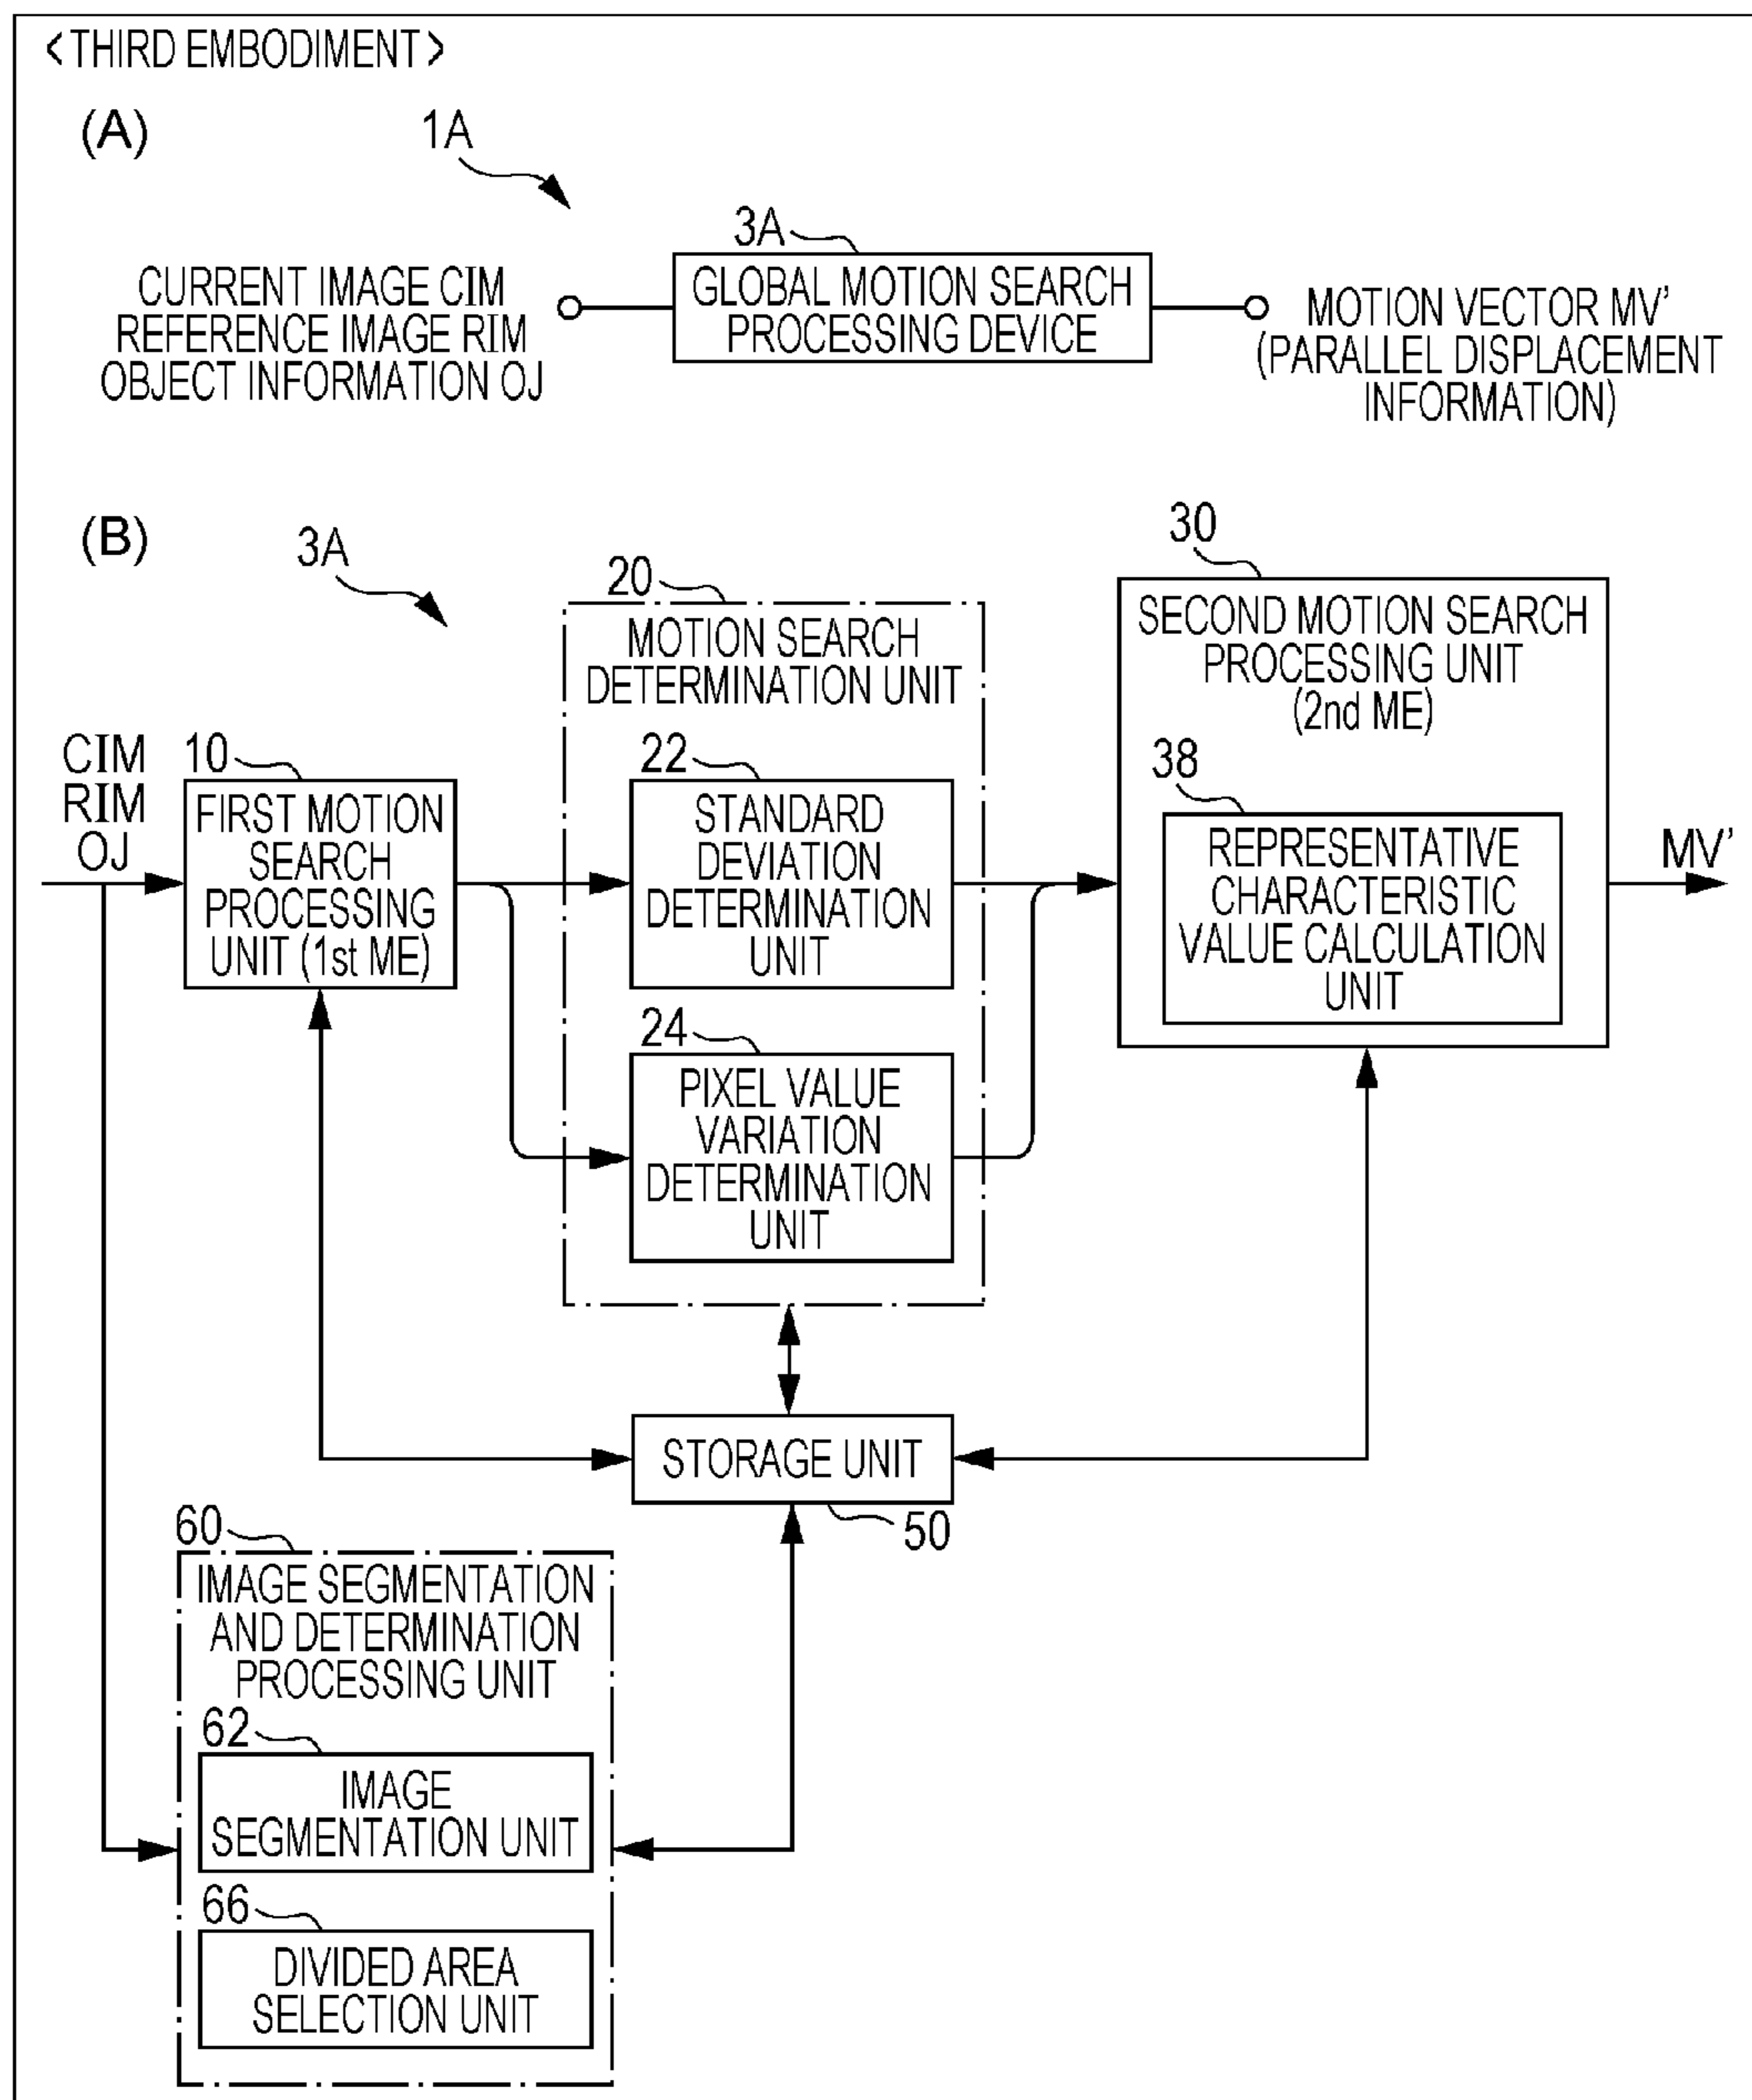 <THIRD EMBODIMENT>
(A)
1A
3A
CURRENT IMAGE CIM
REFERENCE IMAGE RIM
OBJECT INFORMATION OJ
GLOBAL MOTION SEARCH
PROCESSING DEVICE
MOTION VECTOR MV’
(PARALLEL DISPLACEMENT
INFORMATION)
(B)
3A
20
MOTION SEARCH
DETERMINATION UNIT
30
SECOND MOTION SEARCH
PROCESSING UNIT
(2nd ME)
CIM
RIM
OJ
10
FIRST MOTION
SEARCH
PROCESSING
UNIT (1st ME)
22
STANDARD
DEVIATION
DETERMINATION
UNIT
38
REPRESENTATIVE
CHARACTERISTIC
VALUE CALCULATION
UNIT
MV’
24
PIXEL VALUE
VARIATION
DETERMINATION
UNIT
STORAGE UNIT
50
60
IMAGE SEGMENTATION
AND DETERMINATION
PROCESSING UNIT
62
IMAGE
SEGMENTATION UNIT
66
DIVIDED AREA
SELECTION UNIT